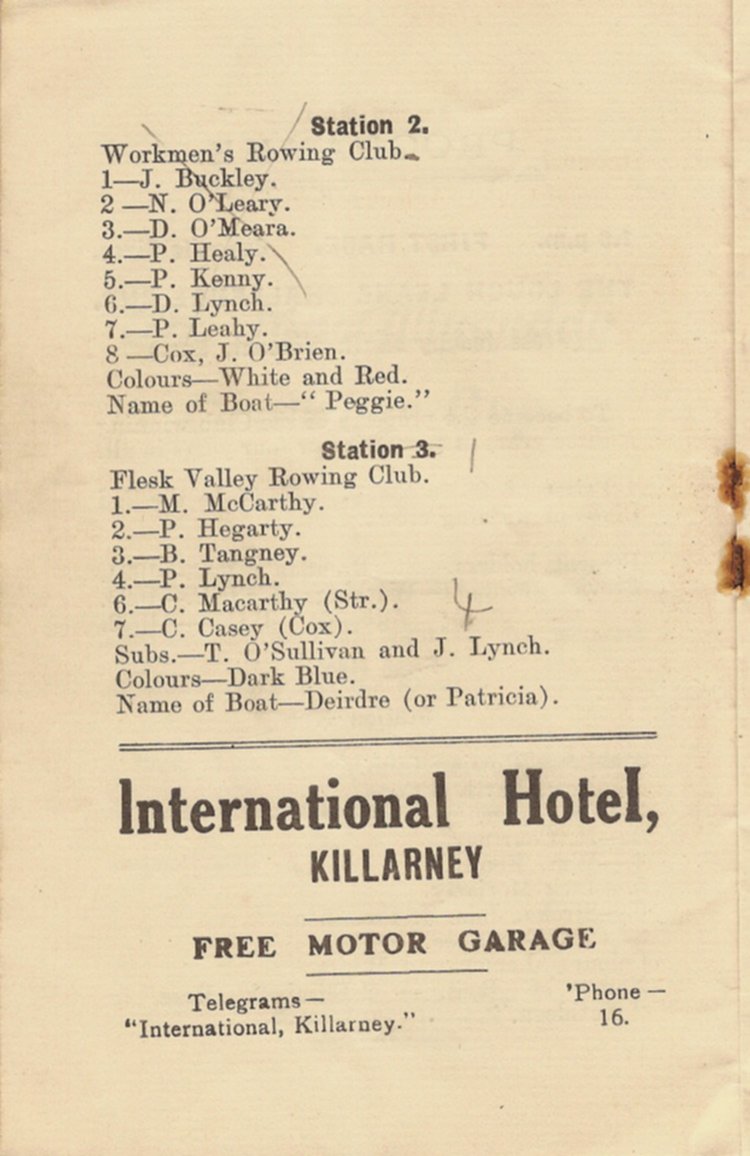 Station 2.
Workmen's Rowing Club.
1—J. Buckley.
2 —N. O'Leary.
3.—D. O'Meara.
4.—P. Healy.
5.—P. Kenny.
6.—D. Lynch.
7.—P. Leahy.
8 —Cox, J. O'Brien.
Colours—White and Red.
Name of Boat—“ Peggie.”
Station 3.
Flesk Valley Rowing Club.
1.—M. McCarthy.
2.—P. Hegarty.
3.—B. Tangney.
4.—P. Lynch.
6.—C. Macarthy (Str.).
7.—C. Casey (Cox).
4
Subs.—T. O'Sullivan and J. Lynch.
Colours—Dark Blue.
Name of Boat—Deirdre (or Patricia).
International Hotel,
KILLARNEY
FREE MOTOR GARAGE
Telegrams—
“International, Killarney.”
'Phone—
16.